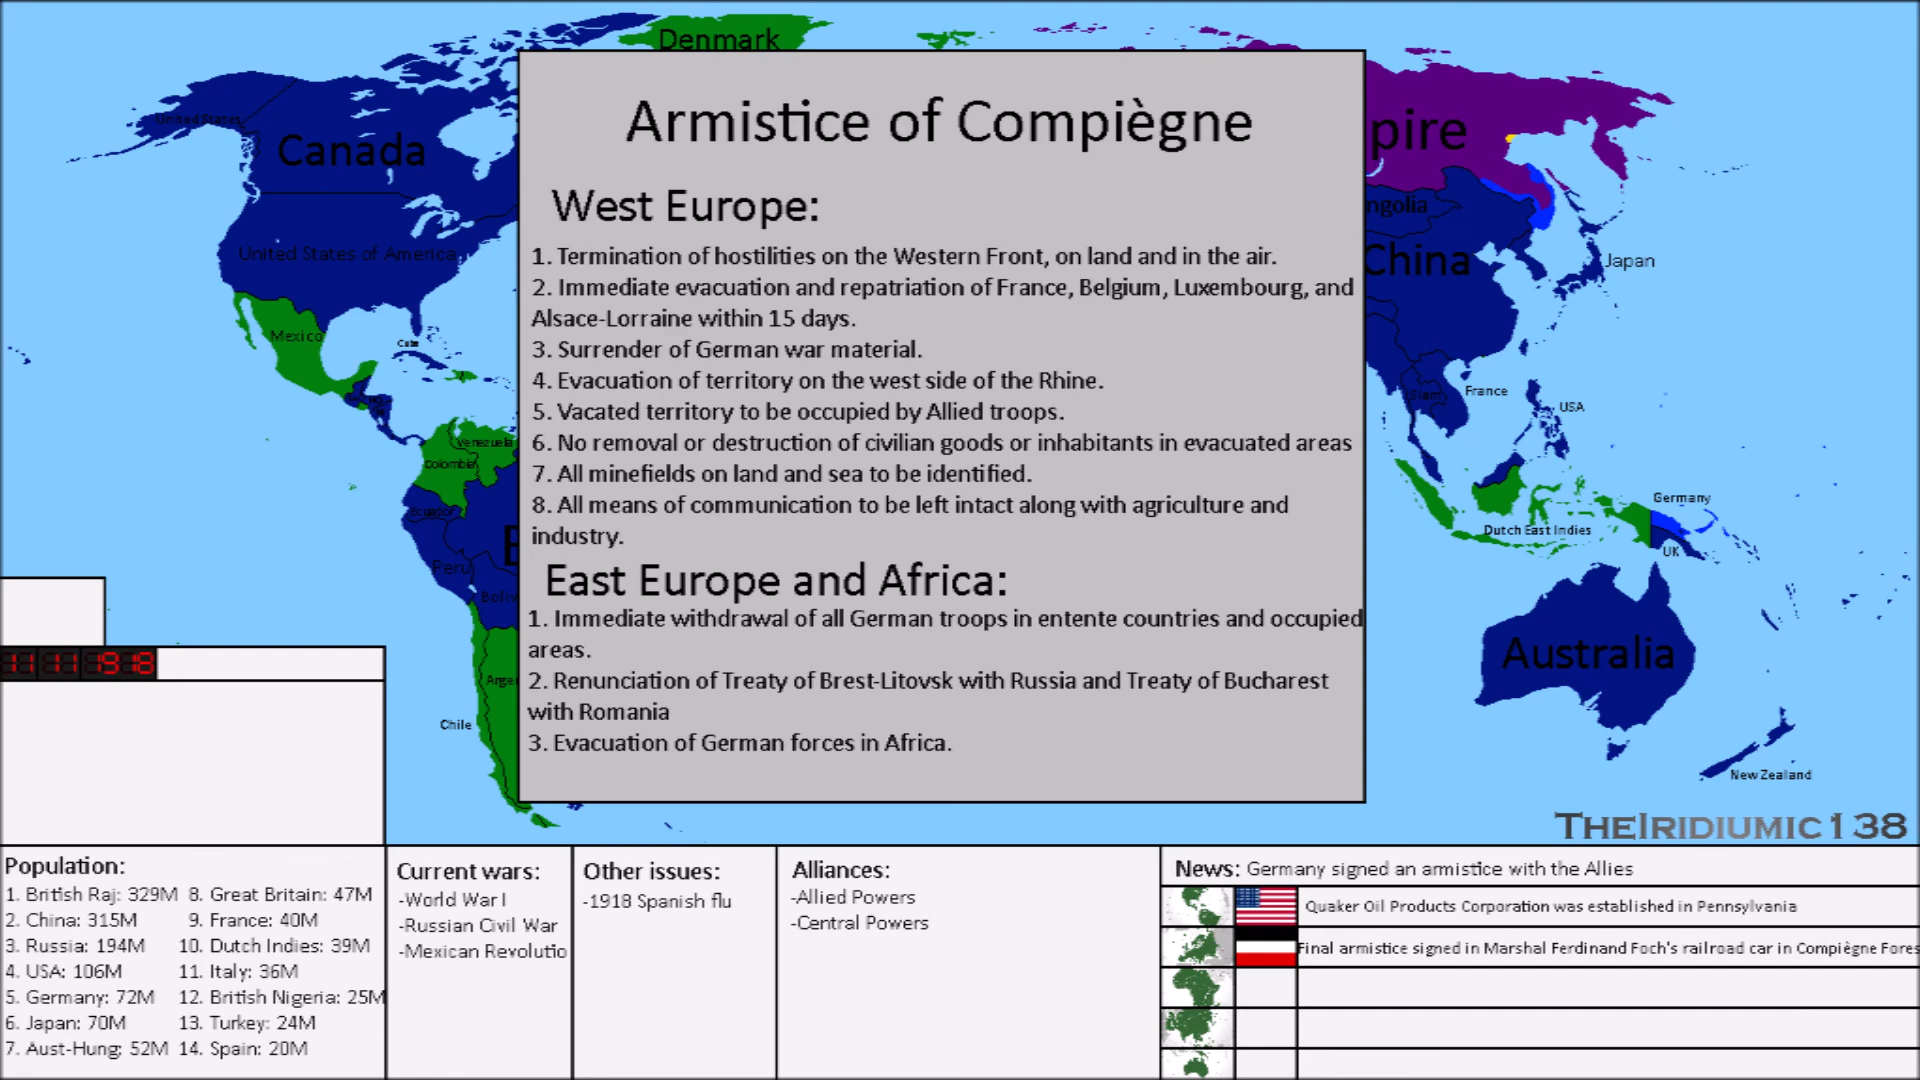 Denmark
United States
Canada
United States of America
Mexico
Cuba
Venezuela
Colombia
Ecuador
Peru
Boliv
Arge
Chile
Armistice of Compiègne
West Europe:
1. Termination of hostilities on the Western Front, on land and in the air.
2. Immediate evacuation and repatriation of France, Belgium, Luxembourg, and
Alsace-Lorraine within 15 days.
3. Surrender of German war material.
4. Evacuation of territory on the west side of the Rhine.
5. Vacated territory to be occupied by Allied troops.
6. No removal or destruction of civilian goods or inhabitants in evacuated areas
7. All minefields on land and sea to be identified.
8. All means of communication to be left intact along with agriculture and
industry.
East Europe and Africa:
1. Immediate withdrawal of all German troops in entente countries and occupied
areas.
2. Renunciation of Treaty of Brest-Litovsk with Russia and Treaty of Bucharest
with Romania
3. Evacuation of German forces in Africa.
pire
ngolia
China
Japan
Siam
France
USA
Dutch East Indies
Germany
UK
Australia
New Zealand
TheIridiumic138
11 11 1918
Population:
1. British Raj: 329M 8. Great Britain: 47M
2. China: 315M 9. France: 40M
3. Russia: 194M 10. Dutch Indies: 39M
4. USA: 106M 11. Italy: 36M
5. Germany: 72M 12. British Nigeria: 25M
6. Japan: 70M 13. Turkey: 24M
7. Aust-Hung: 52M 14. Spain: 20M
Current wars:
-World War I
-Russian Civil War
-Mexican Revolutio
Other issues:
-1918 Spanish flu
Alliances:
-Allied Powers
-Central Powers
News: Germany signed an armistice with the Allies
Quaker Oil Products Corporation was established in Pennsylvania
Final armistice signed in Marshal Ferdinand Foch's railroad car in Compiègne Fores